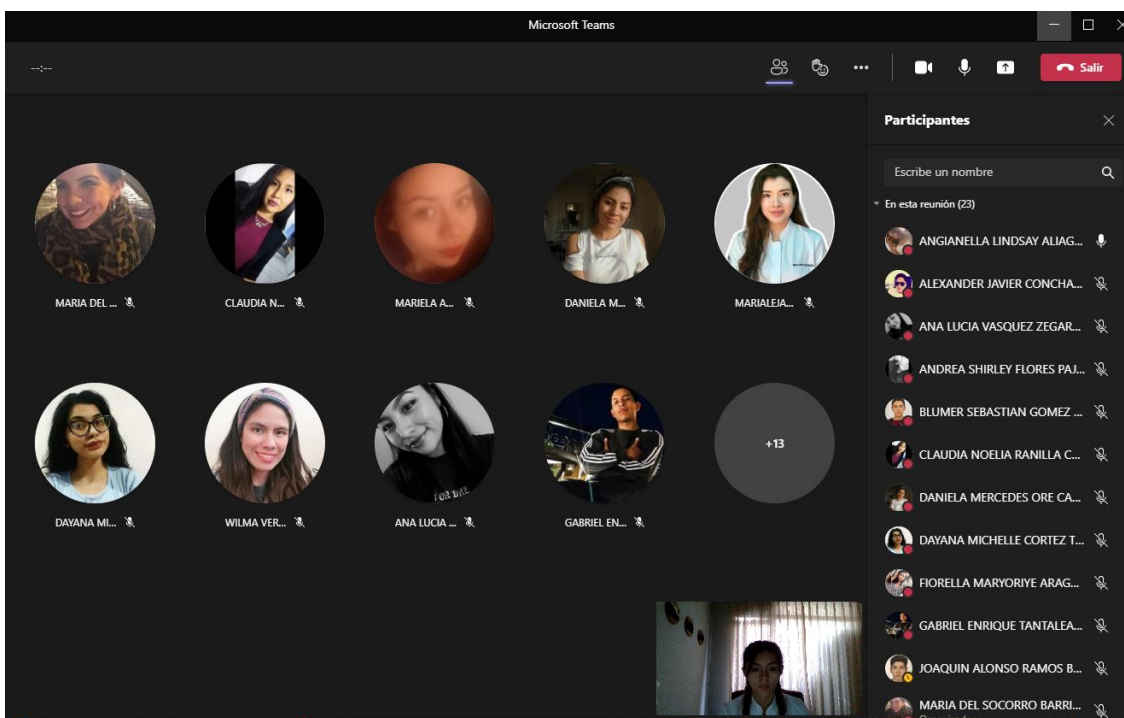 Microsoft Teams
--:--
Salir
MARIA DEL ...
CLAUDIA N...
MARIELA A...
DANIELA M...
MARIALEJA...
DAYANA MI...
WILMA VER...
ANA LUCIA ...
GABRIEL EN...
+13
FOR DAE
Participantes
Escribe un nombre
En esta reunión (23)
ANGIANELLA LINDSAY ALIAG...
ALEXANDER JAVIER CONCHA...
ANA LUCIA VASQUEZ ZEGAR...
ANDREA SHIRLEY FLORES PAJ...
BLUMER SEBASTIAN GOMEZ ...
CLAUDIA NOELIA RANILLA C...
DANIELA MERCEDES ORE CA...
DAYANA MICHELLE CORTEZ T...
FIORELLA MARYORIYE ARAG...
GABRIEL ENRIQUE TANTALEA...
JOAQUIN ALONSO RAMOS B...
MARIA DEL SOCORRO BARRI...